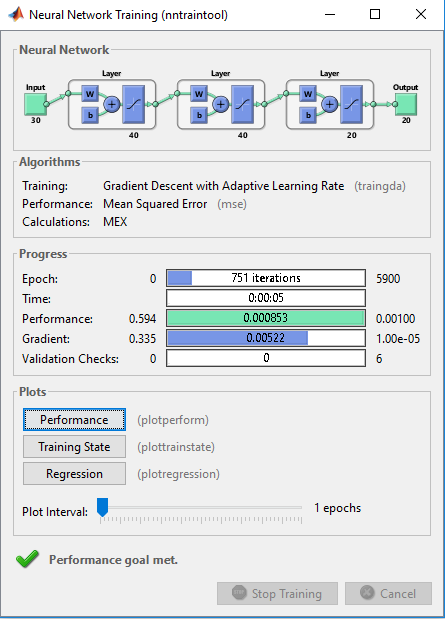 Neural Network Training (nntraintool)
Neural Network
Layer Layer Layer
Input Output
W W W
b b b
30 20
40 40 20
Algorithms
Training: Gradient Descent with Adaptive Learning Rate (traingda)
Performance: Mean Squared Error (mse)
Calculations: MEX
Progress
Epoch: 0 751 iterations 5900
Time: 0:00:05
Performance: 0.594 0.000853 0.00100
Gradient: 0.335 0.00522 1.00e-05
Validation Checks: 0 0 6
Plots
Performance (plotperform)
Training State (plottrainstate)
Regression (plotregression)
Plot Interval: 1 epochs
Performance goal met.
Stop Training Cancel